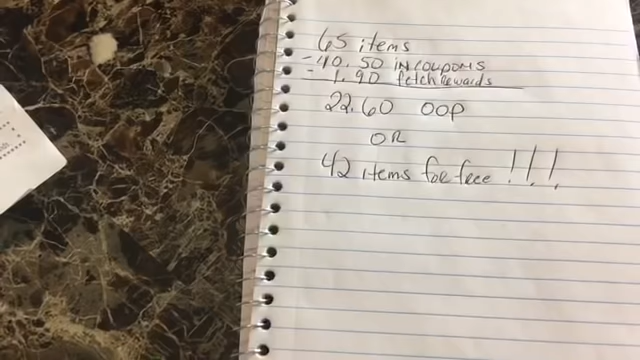 65 items
- 40.50 in coupons
- 1.90 fetch rewards
22.60 OOP
OR
42 items for free!!!